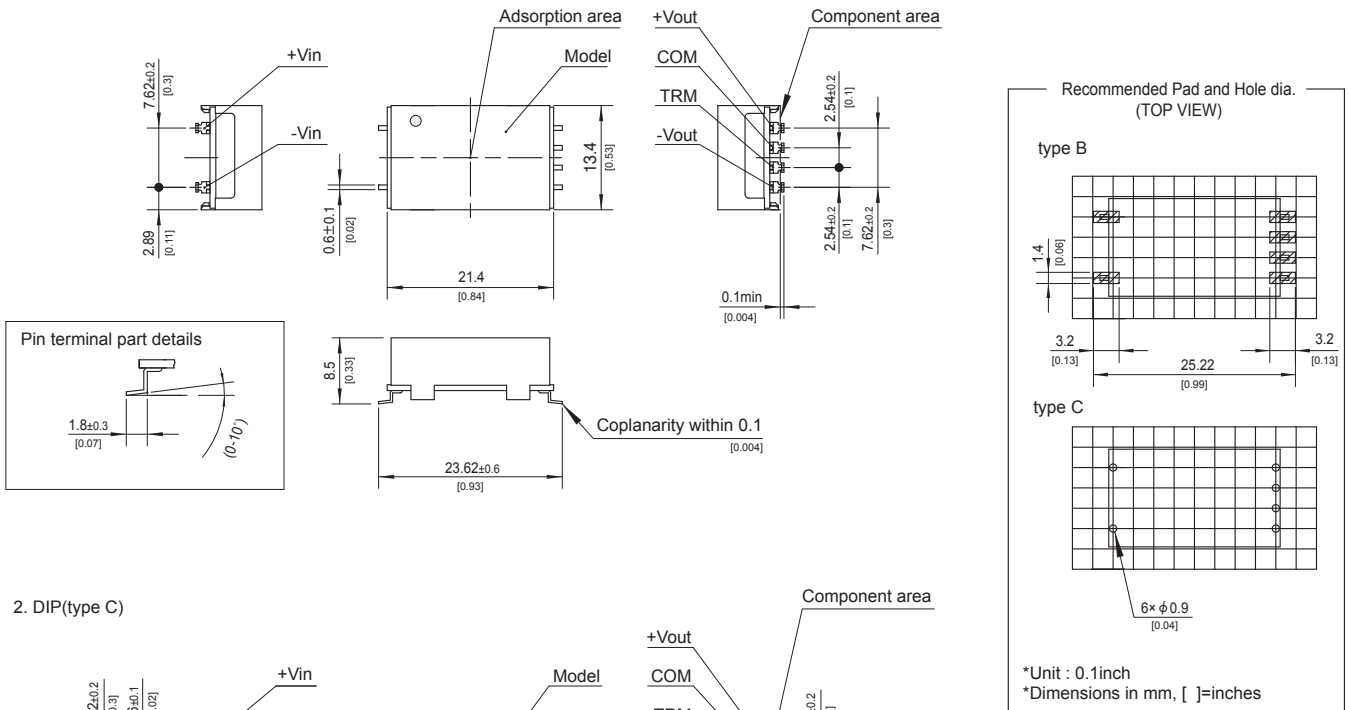 Adsorption area
+Vout
Component area
+Vin
Model
COM
TRM
-Vin
-Vout
7.62±0.2
[0.3]
2.89
[0.11]
0.6±0.1
[0.02]
13.4
[0.53]
21.4
[0.84]
2.54±0.2
[0.1]
2.54±0.2
[0.1]
7.62±0.2
[0.3]
0.1min
[0.004]
Pin terminal part details
1.8±0.3
[0.07]
(0-10°)
8.5
[0.33]
Coplanarity within 0.1
[0.004]
23.62±0.6
[0.93]
Recommended Pad and Hole dia.
(TOP VIEW)
type B
1.4
[0.06]
3.2
[0.13]
25.22
[0.99]
3.2
[0.13]
type C
6×φ0.9
[0.04]
*Unit : 0.1inch
*Dimensions in mm, [ ]=inches
2. DIP(type C)
Component area
+Vout
+Vin
Model
COM